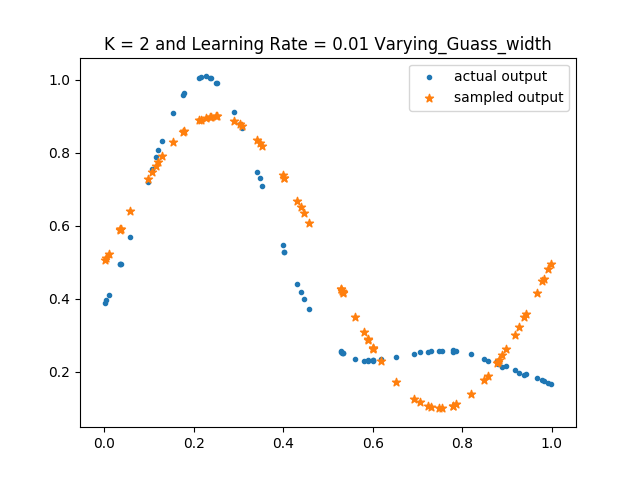 K = 2 and Learning Rate = 0.01 Varying_Guass_width
actual output
sampled output
1.0
0.8
0.6
0.4
0.2
0.0 0.2 0.4 0.6 0.8 1.0